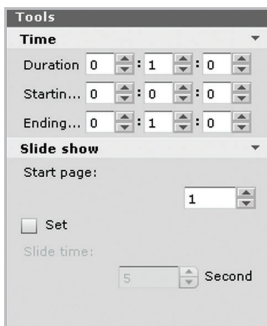 Tools
Time
Duration 0 : 1 : 0
Startin... 0 : 0 : 0
Ending... 0 : 1 : 0
Slide show
Start page:
1
Set
Slide time:
5 Second